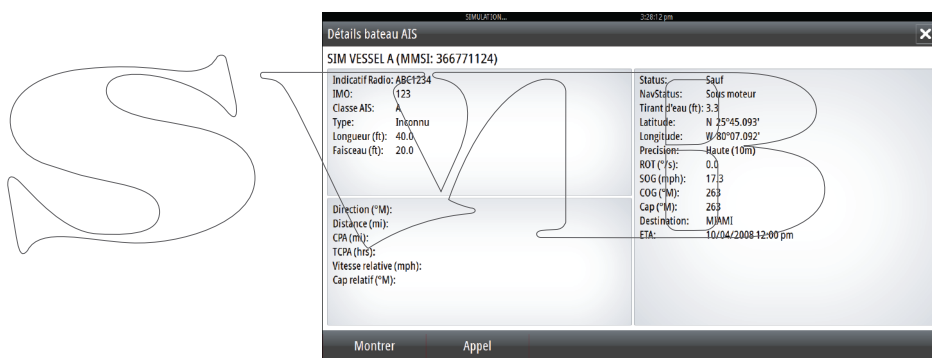 SIMULATION... 3:28:12 pm
Détails bateau AIS
SIM VESSEL A (MMSI: 366771124)
Indicatif Radio: ABC1234
IMO: 123
Classe AIS: A
Type: Inconnu
Longueur (ft): 40.0
Faisceau (ft): 20.0
Direction (°M):
Distance (mi):
CPA (mi):
TCPA (hrs):
Vitesse relative (mph):
Cap relatif (°M):
Status: Sauf
NavStatus: Sous moteur
Tirant d'eau (ft): 3.3
Latitude: N 25°45.093'
Longitude: W 80°07.092'
Precision: Haute (10m)
ROT (°/s): 0.0
SOG (mph): 17.3
COG (°M): 263
Cap (°M): 263
Destination: MIAMI
ETA: 10/04/2008 12:00 pm
Montrer Appel